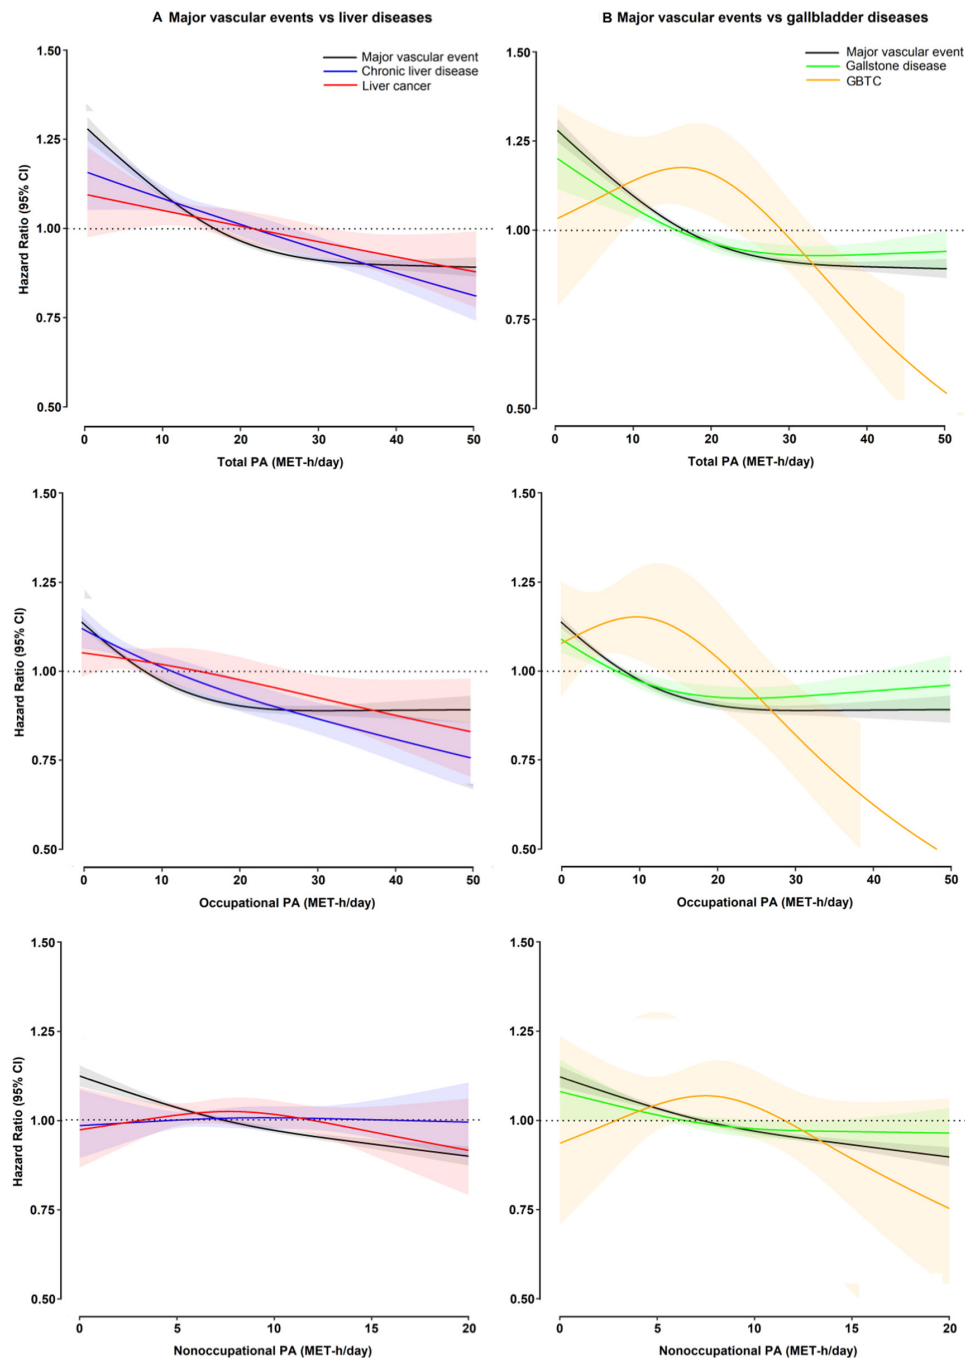 A Major vascular events vs liver diseases
1.50
1.25
1.00
0.75
0.50
Hazard Ratio (95% CI)
Major vascular event
Chronic liver disease
Liver cancer
0 10 20 30 40 50
Total PA (MET-h/day)
B Major vascular events vs gallbladder diseases
1.50
1.25
1.00
0.75
0.50
Major vascular event
Gallstone disease
GBTC
0 10 20 30 40 50
Total PA (MET-h/day)
1.50
1.25
1.00
0.75
0.50
Hazard Ratio (95% CI)
0 10 20 30 40 50
Occupational PA (MET-h/day)
1.50
1.25
1.00
0.75
0.50
0 10 20 30 40 50
Occupational PA (MET-h/day)
1.50
1.25
1.00
0.75
0.50
Hazard Ratio (95% CI)
0 5 10 15 20
Nonoccupational PA (MET-h/day)
1.50
1.25
1.00
0.75
0.50
0 5 10 15 20
Nonoccupational PA (MET-h/day)